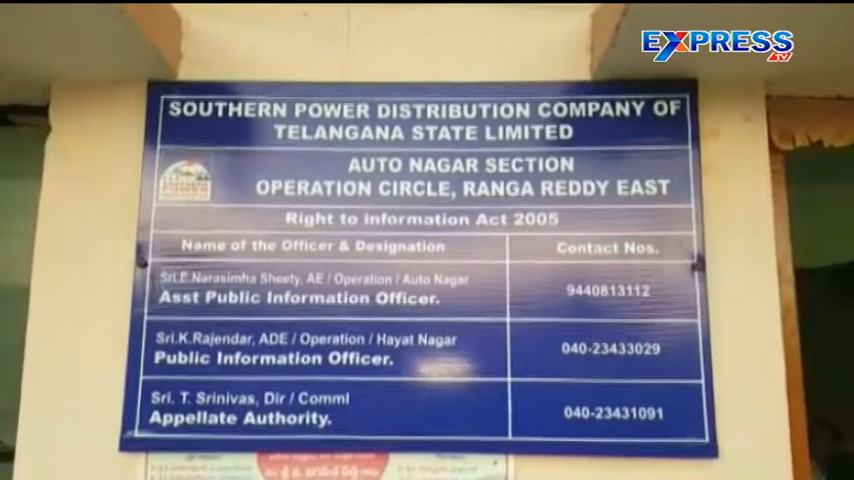 EXPRESS TV
SOUTHERN POWER DISTRIBUTION COMPANY OF
TELANGANA STATE LIMITED
AUTO NAGAR SECTION
OPERATION CIRCLE, RANGA REDDY EAST
Right to information Act 2005
Name of the Officer & Designation
Contact Nos.
Sri.E.Narasimha Sheety, AE / Operation / Auto Nagar
Asst Public Information Officer.
9440813112
Sri.K.Rajendar, ADE / Operation / Hayat Nagar
Public Information Officer.
040-23433029
Sri. T. Srinivas, Dir / Comml
Appellate Authority.
040-23431091